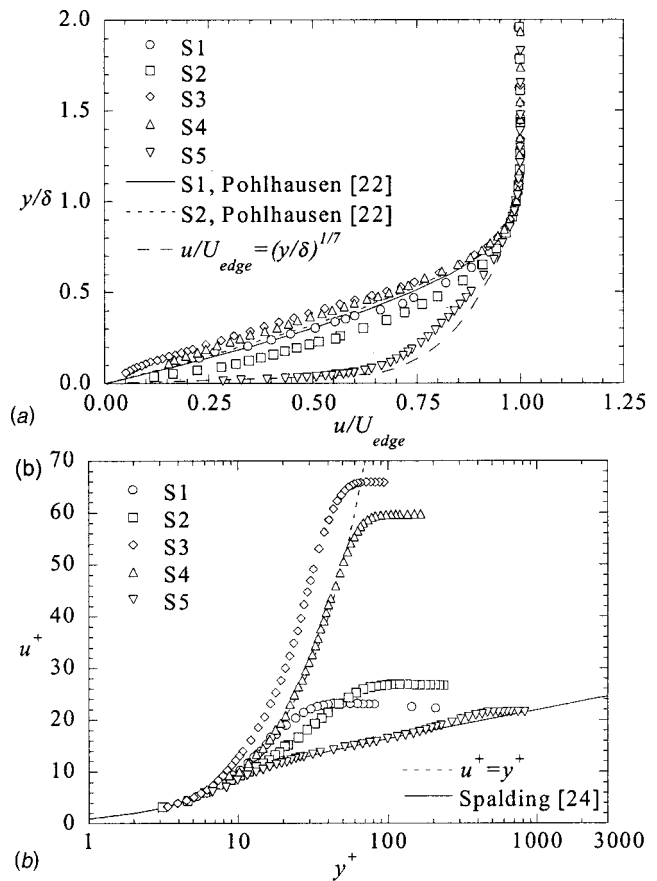 2.0
S1
S2
1.5
S3
S4
S5
y/δ
S1, Pohlhausen [22]
1.0
S2, Pohlhausen [22]
u/U_edge=(y/δ)^1/7
0.5
0.0
0.00 0.25 0.50 0.75 1.00 1.25
(a)
u/U_edge
(b)
70
S1
60
S2
S3
50
S4
S5
40
u+
30
20
10
u+=y+
Spalding [24]
0
1 10 100 1000 3000
(b)
y+